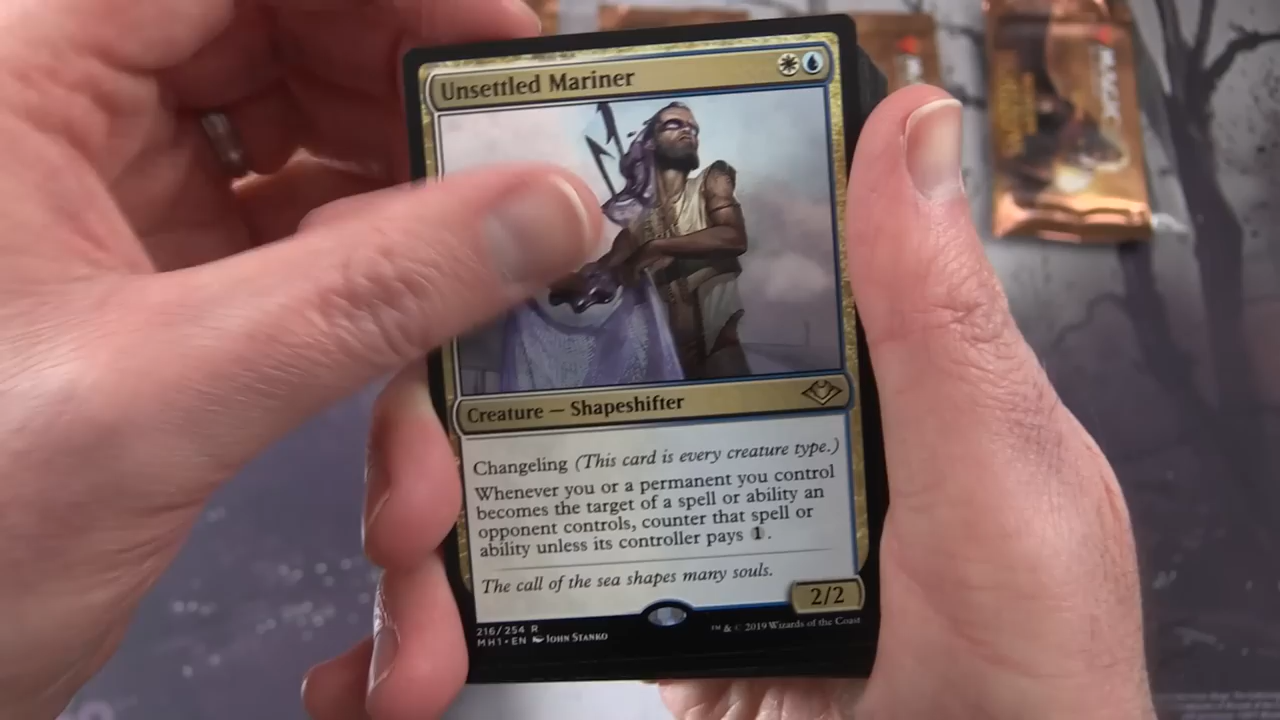 Unsettled Mariner
Creature — Shapeshifter
Changeling (This card is every creature type.)
Whenever you or a permanent you control
becomes the target of a spell or ability an
opponent controls, counter that spell or
ability unless its controller pays 1.
The call of the sea shapes many souls.
2/2
216/254 R
MH1 • EN JOHN STANKO
™ & © 2019 Wizards of the Coast
MAGIC